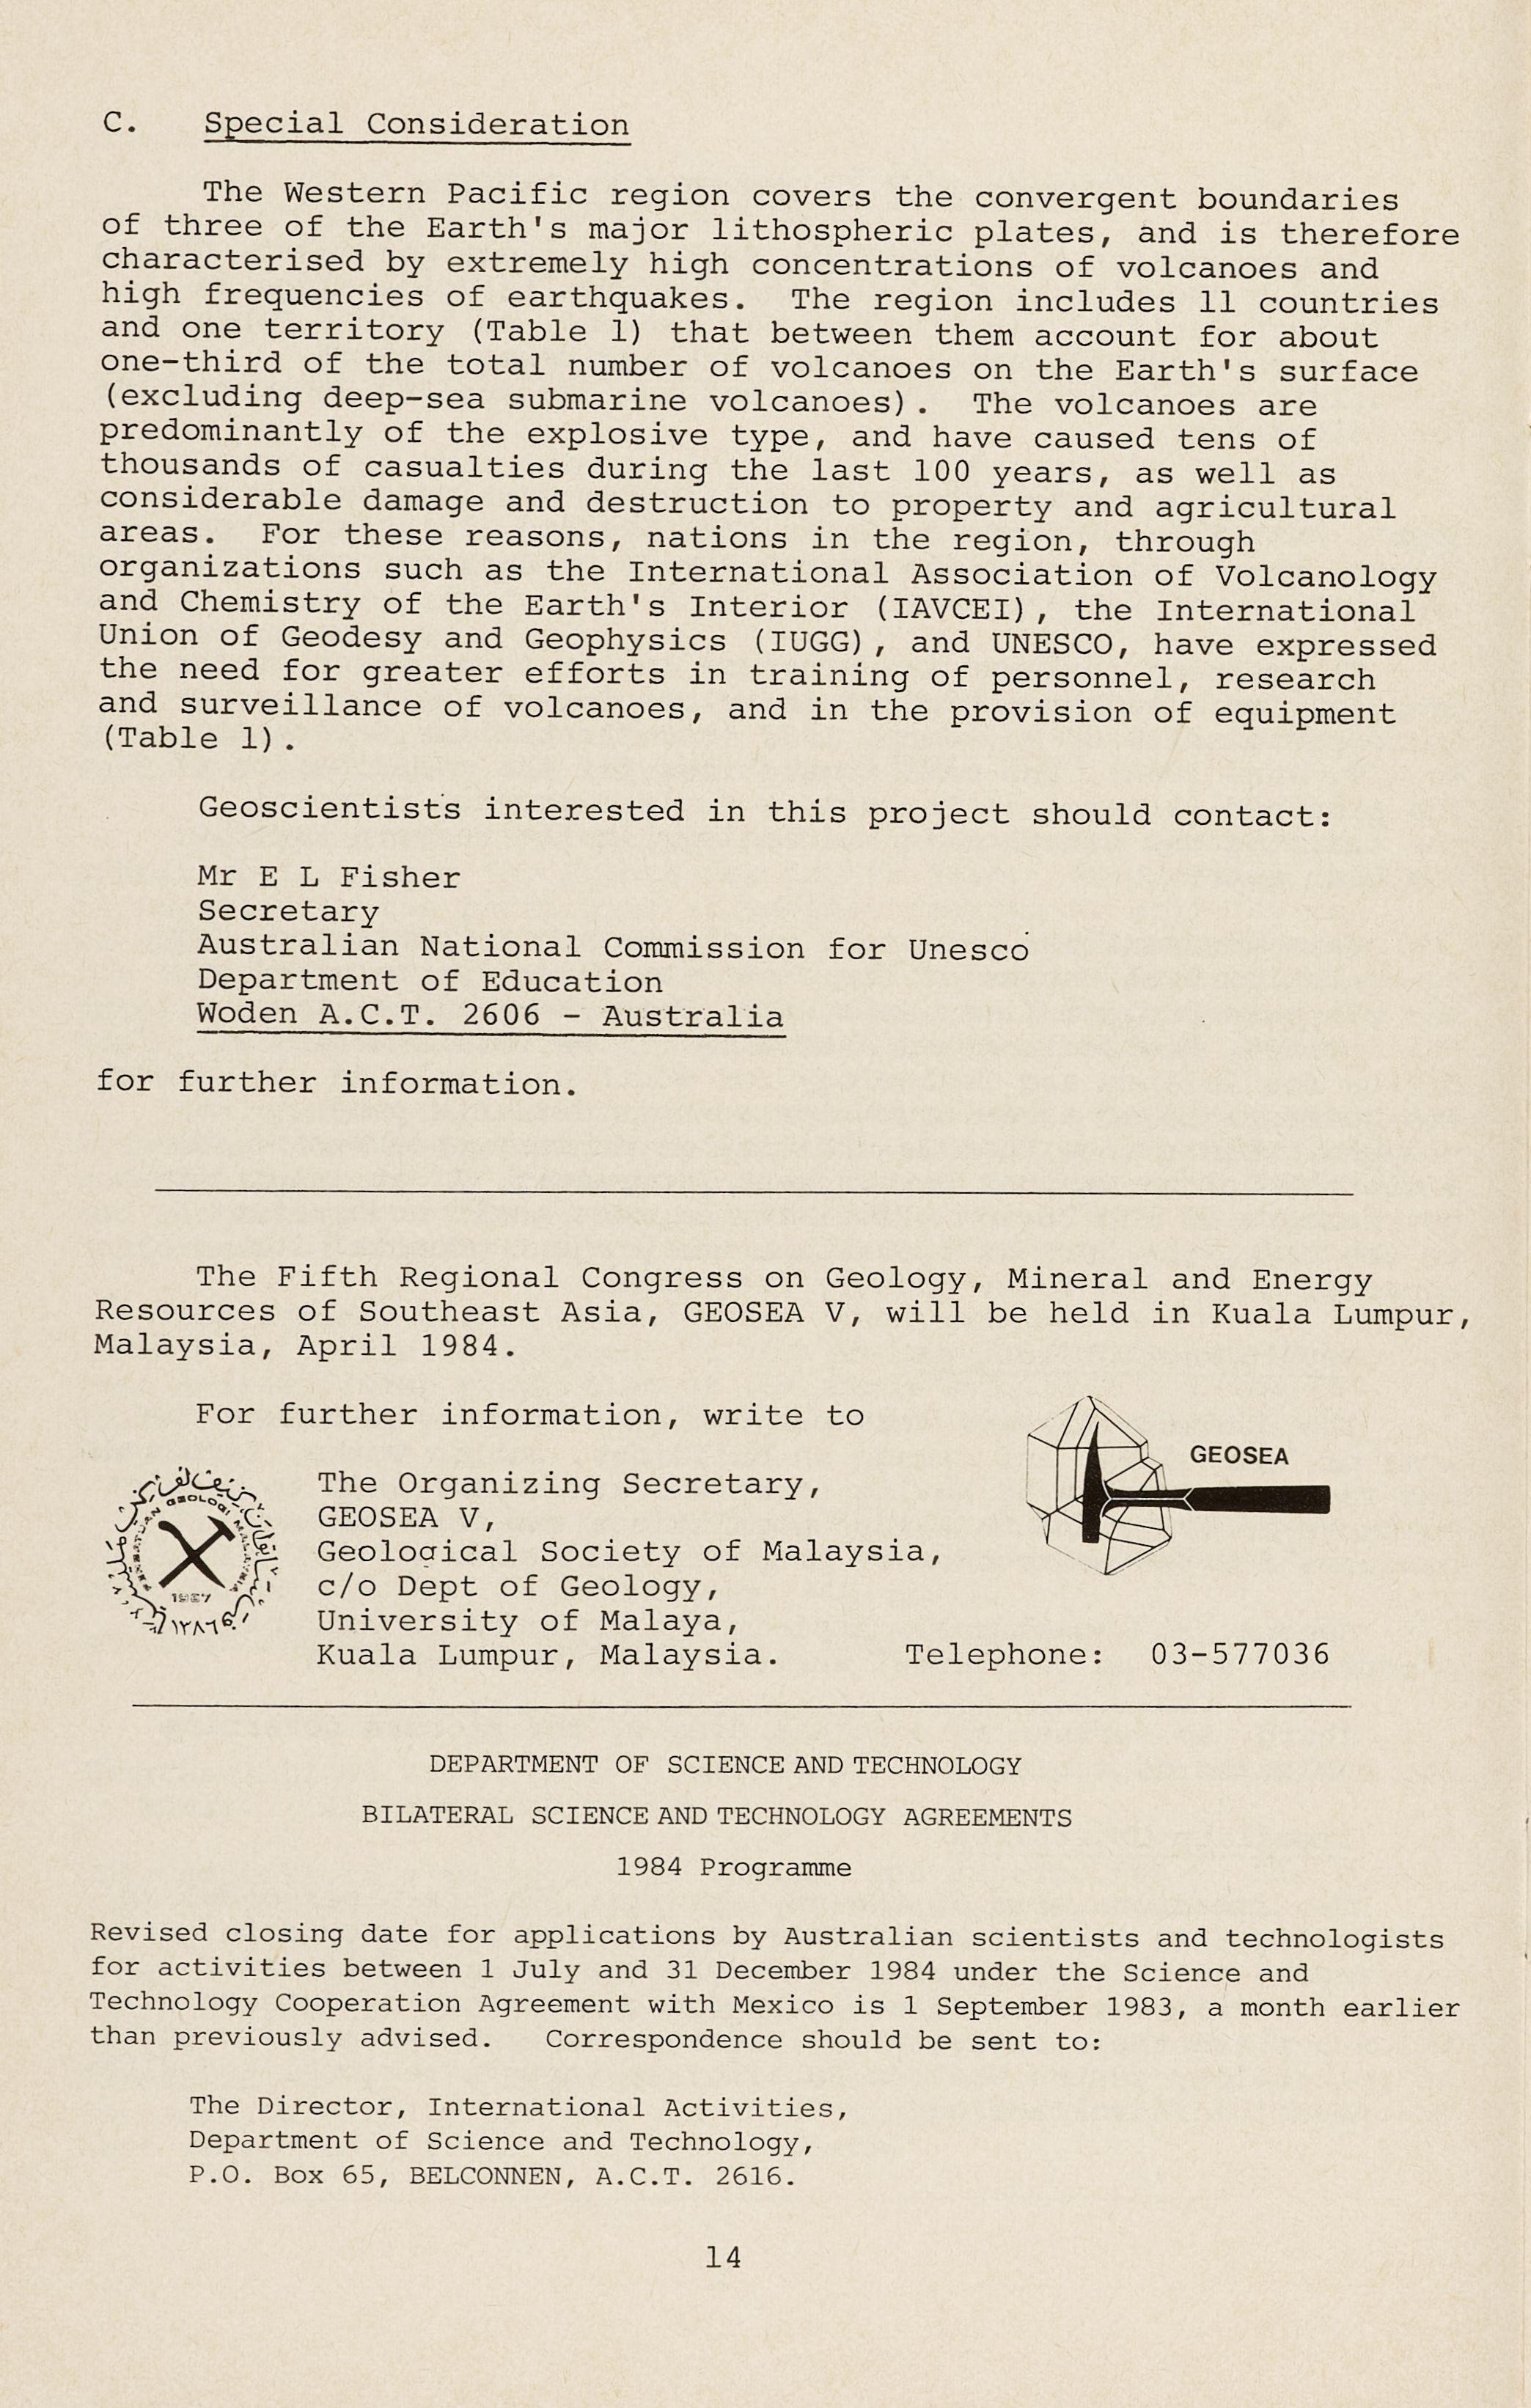 C. Special Consideration
The Western Pacific region covers the convergent boundaries
of three of the Earth's major lithospheric plates, and is therefore
characterised by extremely high concentrations of volcanoes and
high frequencies of earthquakes. The region includes 11 countries
and one territory (Table 1) that between them account for about
one-third of the total number of volcanoes on the Earth's surface
(excluding deep-sea submarine volcanoes). The volcanoes are
predominantly of the explosive type, and have caused tens of
thousands of casualties during the last 100 years, as well as
considerable damage and destruction to property and agricultural
areas. For these reasons, nations in the region, through
organizations such as the International Association of Volcanology
and Chemistry of the Earth's Interior (IAVCEI), the International
Union of Geodesy and Geophysics (IUGG), and UNESCO, have expressed
the need for greater efforts in training of personnel, research
and surveillance of volcanoes, and in the provision of equipment
(Table 1).
Geoscientists interested in this project should contact:
Mr E L Fisher
Secretary
Australian National Commission for Unesco
Department of Education
Woden A.C.T. 2606 - Australia
for further information.
The Fifth Regional Congress on Geology, Mineral and Energy
Resources of Southeast Asia, GEOSEA V, will be held in Kuala Lumpur,
Malaysia, April 1984.
For further information, write to
GEOSEA
GEOLOGI
1967
١٣٨٦
The Organizing Secretary,
GEOSEA V,
Geological Society of Malaysia,
c/o Dept of Geology,
University of Malaya,
Kuala Lumpur, Malaysia. Telephone: 03-577036
DEPARTMENT OF SCIENCE AND TECHNOLOGY
BILATERAL SCIENCE AND TECHNOLOGY AGREEMENTS
1984 Programme
Revised closing date for applications by Australian scientists and technologists
for activities between 1 July and 31 December 1984 under the Science and
Technology Cooperation Agreement with Mexico is 1 September 1983, a month earlier
than previously advised. Correspondence should be sent to:
The Director, International Activities,
Department of Science and Technology,
P.O. Box 65, BELCONNEN, A.C.T. 2616.
14